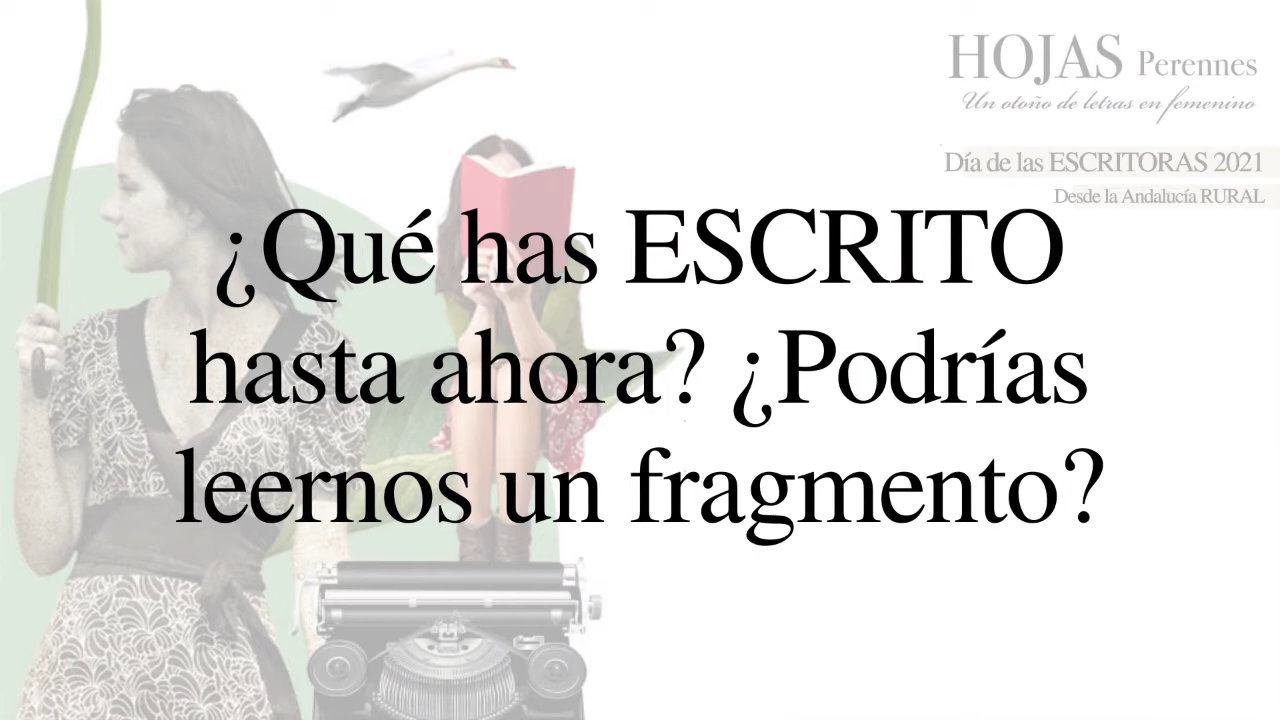 HOJAS Perennes
Un otoño de letras en femenino
Día de las ESCRITORAS 2021
Desde la Andalucía RURAL
¿Qué has ESCRITO
hasta ahora? ¿Podrías
leernos un fragmento?